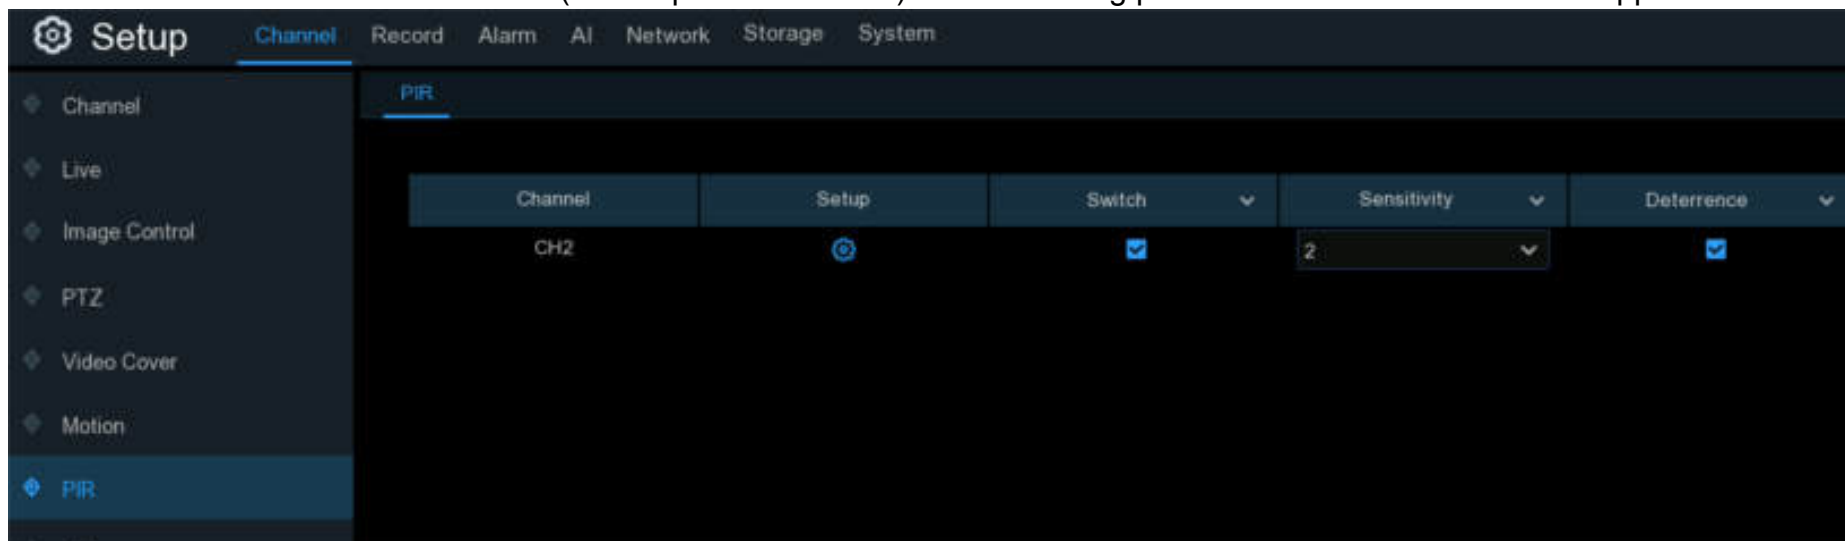 Setup Channel Record Alarm AI Network Storage System
Channel
PIR
Live
Channel Setup Switch Sensitivity Deterrence
Image Control
CH2 2
PTZ
Video Cover
Motion
PIR